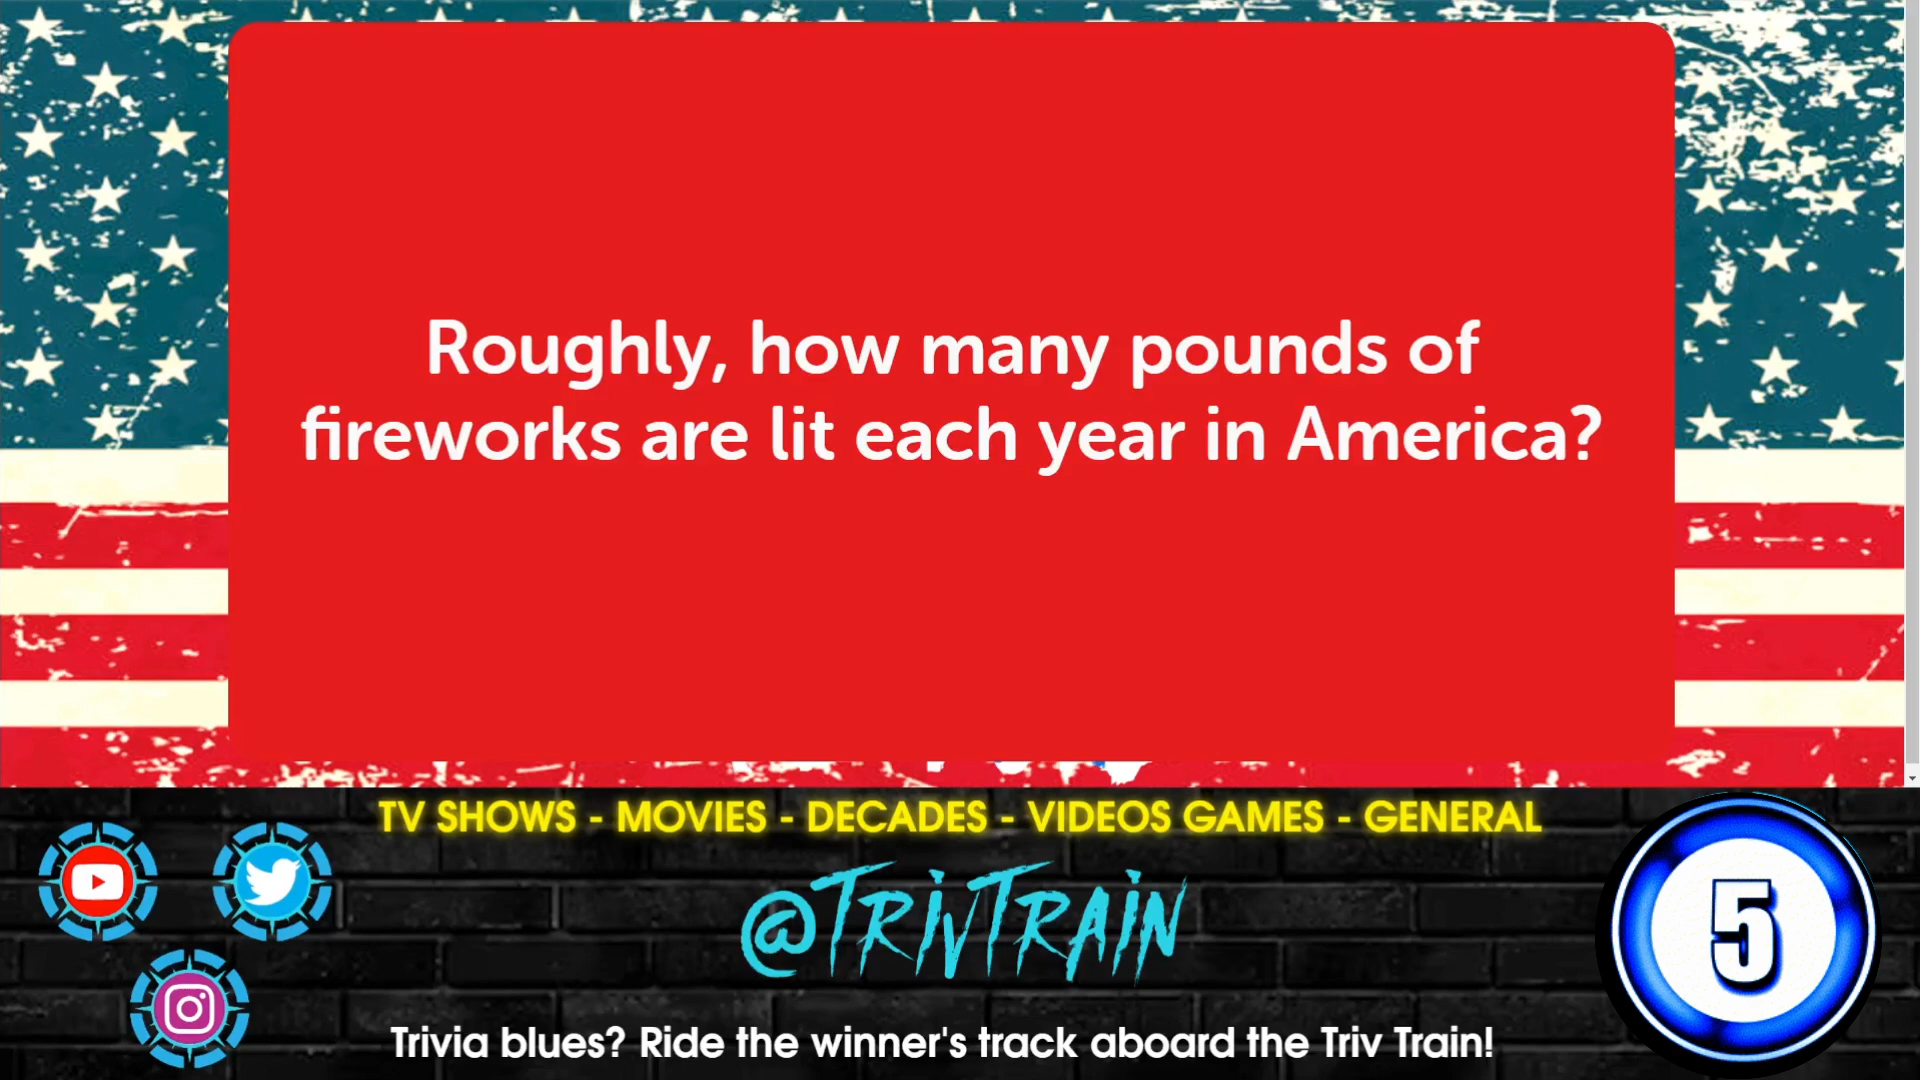 Roughly, how many pounds of
fireworks are lit each year in America?
TV SHOWS - MOVIES - DECADES - VIDEOS GAMES - GENERAL
@TRIVTRAIN
5
Trivia blues? Ride the winner's track aboard the Triv Train!